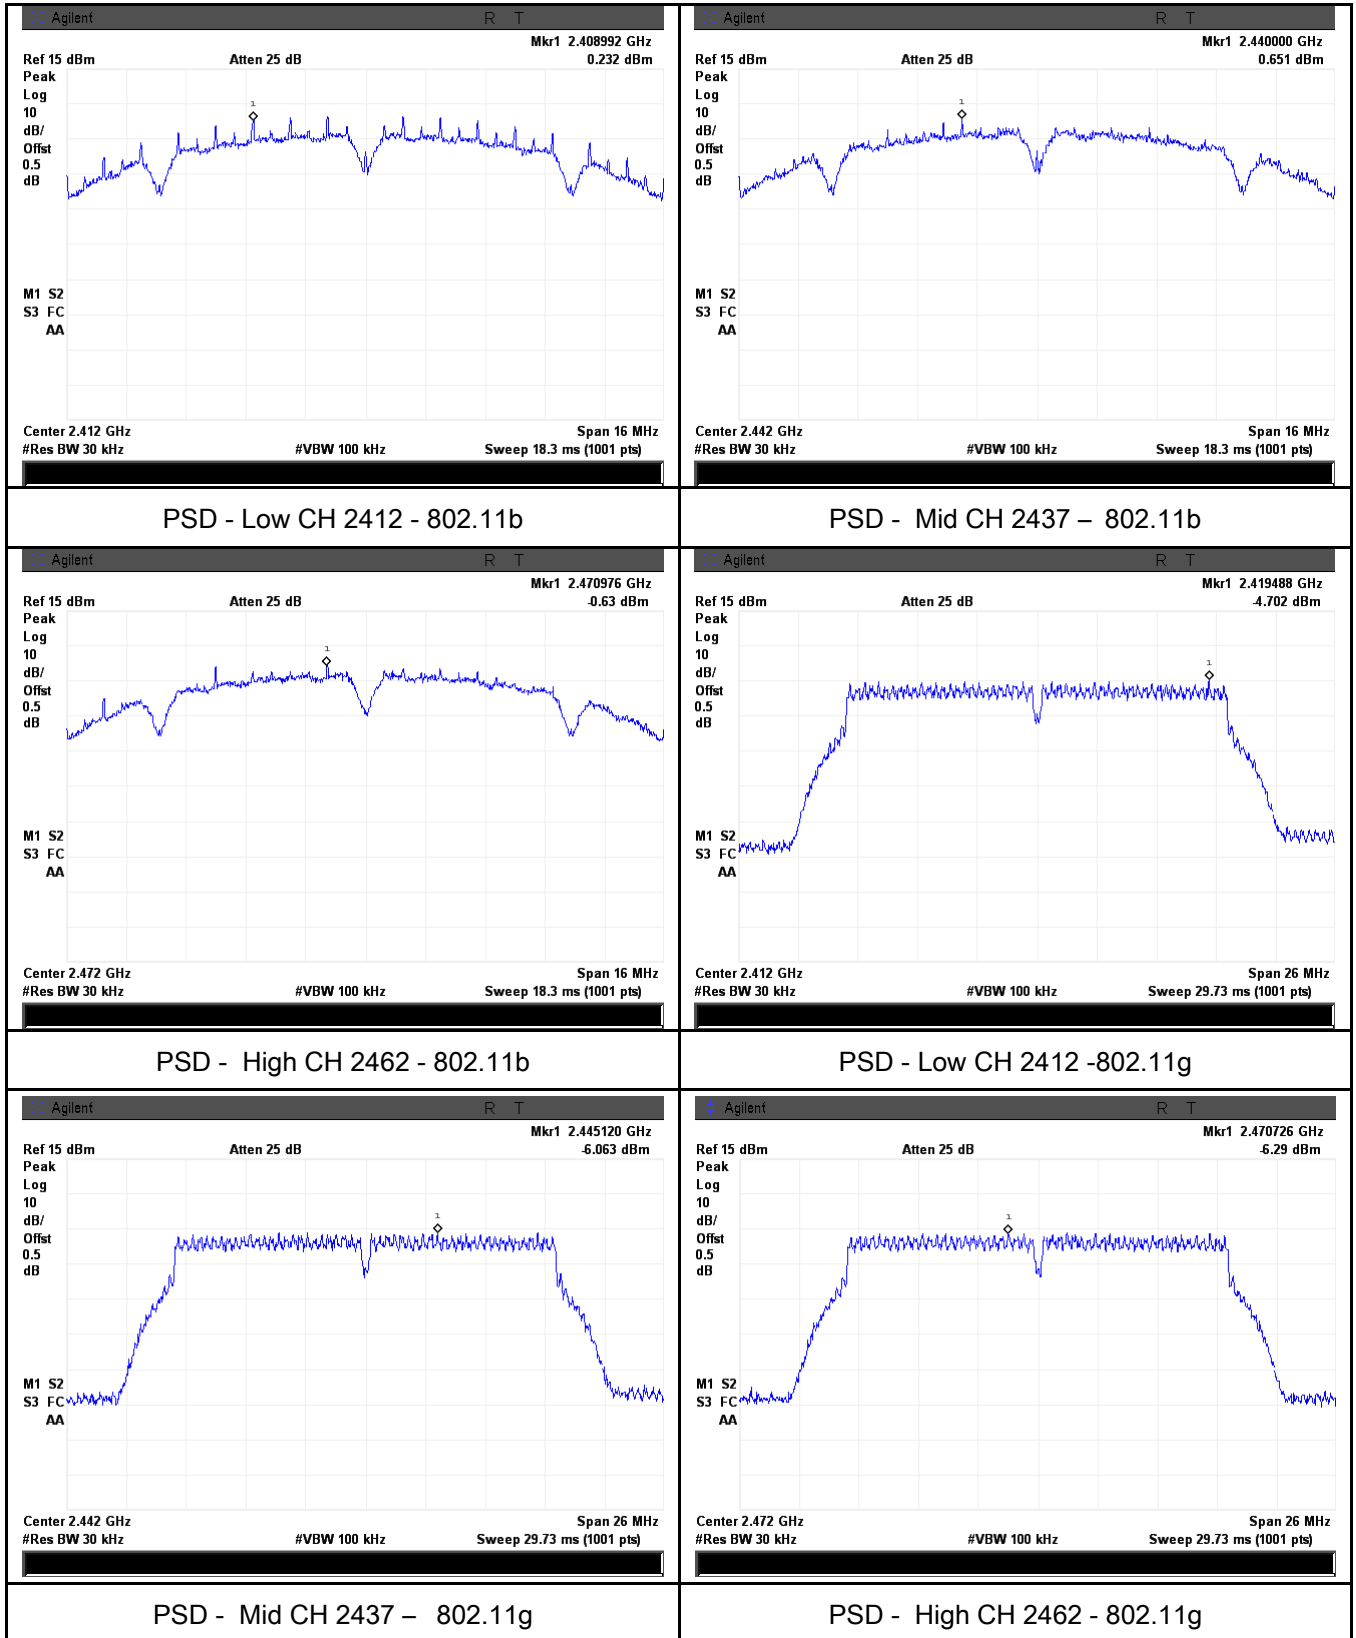 Agilent R T
Mkr1 2.408992 GHz
Ref 15 dBm Atten 25 dB 0.232 dBm
Peak
Log
10
dB/
Offst
0.5
dB
1
M1 S2
S3 FC
AA
Center 2.412 GHz Span 16 MHz
#Res BW 30 kHz #VBW 100 kHz Sweep 18.3 ms (1001 pts)
PSD - Low CH 2412 - 802.11b
Agilent R T
Mkr1 2.440000 GHz
Ref 15 dBm Atten 25 dB 0.651 dBm
Peak
Log
10
dB/
Offst
0.5
dB
1
M1 S2
S3 FC
AA
Center 2.442 GHz Span 16 MHz
#Res BW 30 kHz #VBW 100 kHz Sweep 18.3 ms (1001 pts)
PSD - Mid CH 2437 – 802.11b
Agilent R T
Mkr1 2.470976 GHz
Ref 15 dBm Atten 25 dB -0.63 dBm
Peak
Log
10
dB/
Offst
0.5
dB
1
M1 S2
S3 FC
AA
Center 2.472 GHz Span 16 MHz
#Res BW 30 kHz #VBW 100 kHz Sweep 18.3 ms (1001 pts)
PSD - High CH 2462 - 802.11b
Agilent R T
Mkr1 2.419488 GHz
Ref 15 dBm Atten 25 dB -4.702 dBm
Peak
Log
10
dB/
Offst
0.5
dB
1
M1 S2
S3 FC
AA
Center 2.412 GHz Span 26 MHz
#Res BW 30 kHz #VBW 100 kHz Sweep 29.73 ms (1001 pts)
PSD - Low CH 2412 -802.11g
Agilent R T
Mkr1 2.445120 GHz
Ref 15 dBm Atten 25 dB -6.063 dBm
Peak
Log
10
dB/
Offst
0.5
dB
1
M1 S2
S3 FC
AA
Center 2.442 GHz Span 26 MHz
#Res BW 30 kHz #VBW 100 kHz Sweep 29.73 ms (1001 pts)
PSD - Mid CH 2437 – 802.11g
Agilent R T
Mkr1 2.470726 GHz
Ref 15 dBm Atten 25 dB -6.29 dBm
Peak
Log
10
dB/
Offst
0.5
dB
1
M1 S2
S3 FC
AA
Center 2.472 GHz Span 26 MHz
#Res BW 30 kHz #VBW 100 kHz Sweep 29.73 ms (1001 pts)
PSD - High CH 2462 - 802.11g